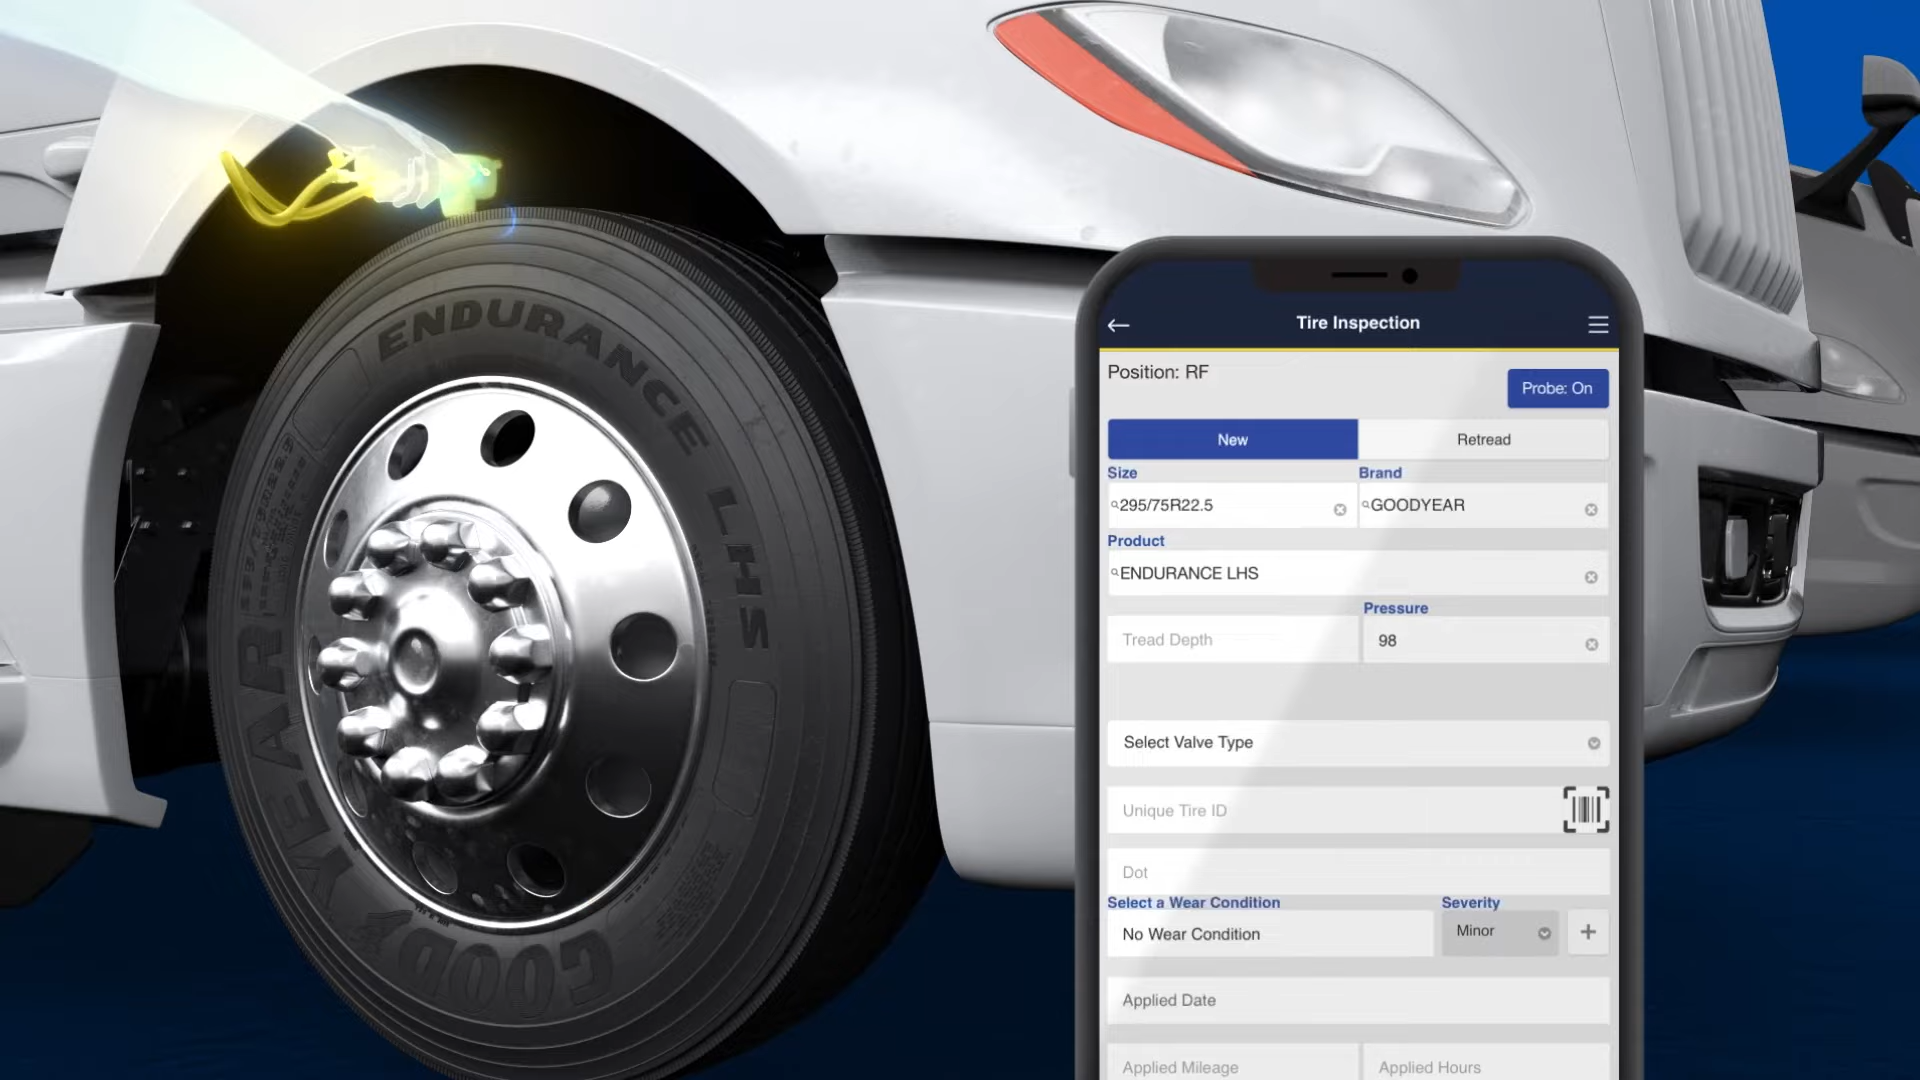 ENDURANCE LHS
GOODYEAR
Tire Inspection
Position: RF
Probe: On
New
Retread
Size
Brand
295/75R22.5
GOODYEAR
Product
ENDURANCE LHS
Pressure
Tread Depth
98
Select Valve Type
Unique Tire ID
Dot
Select a Wear Condition
Severity
No Wear Condition
Minor
+
Applied Date
Applied Mileage
Applied Hours